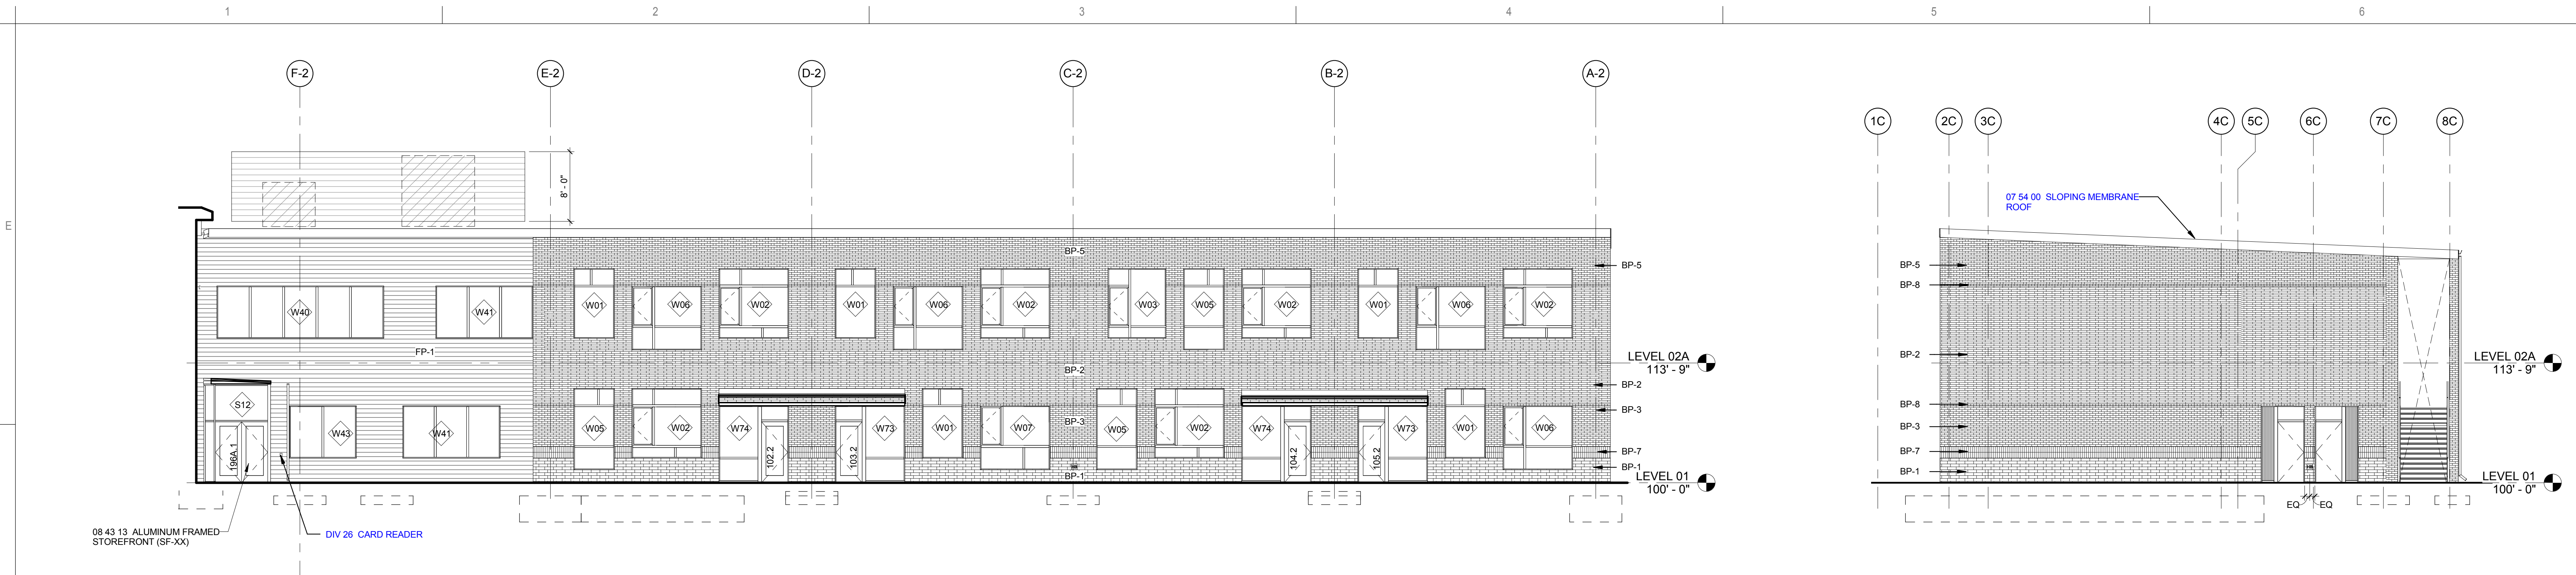 1
2
3
4
5
6
E
F-2
E-2
D-2
C-2
B-2
A-2
1C
2C
3C
4C
5C
6C
7C
8C
8' - 0"
07 54 00 SLOPING MEMBRANE
ROOF
BP-5
BP-5
BP-5
BP-8
W40
W41
W01
W06
W02
W01
W06
W02
W03
W05
W02
W01
W06
W02
FP-1
BP-2
BP-2
BP-2
LEVEL 02A
113' - 9"
LEVEL 02A
113' - 9"
S12
W43
W41
W05
W02
W74
W73
W01
W07
W05
W02
W74
W73
W01
W06
BP-3
BP-3
BP-8
BP-3
196A.1
102.2
103.2
104.2
105.2
BP-7
BP-7
BP-1
BP-1
BP-1
LEVEL 01
100' - 0"
LEVEL 01
100' - 0"
EQ
EQ
08 43 13 ALUMINUM FRAMED
STOREFRONT (SF-XX)
DIV 26 CARD READER